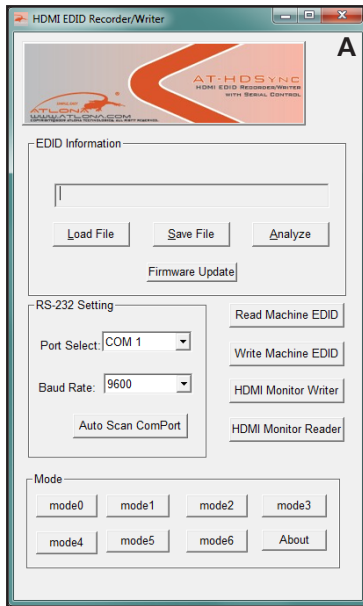 HDMI EDID Recorder/Writer
A
AT-HDSYNC
HDMI EDID RECORDER/WRITER
WITH SERIAL CONTROL
ATLONA
WWW.ATLONA.COM
EDID Information
Load File Save File Analyze
Firmware Update
RS-232 Setting
Port Select: COM 1
Baud Rate: 9600
Auto Scan ComPort
Read Machine EDID
Write Machine EDID
HDMI Monitor Writer
HDMI Monitor Reader
Mode
mode0 mode1 mode2 mode3
mode4 mode5 mode6 About